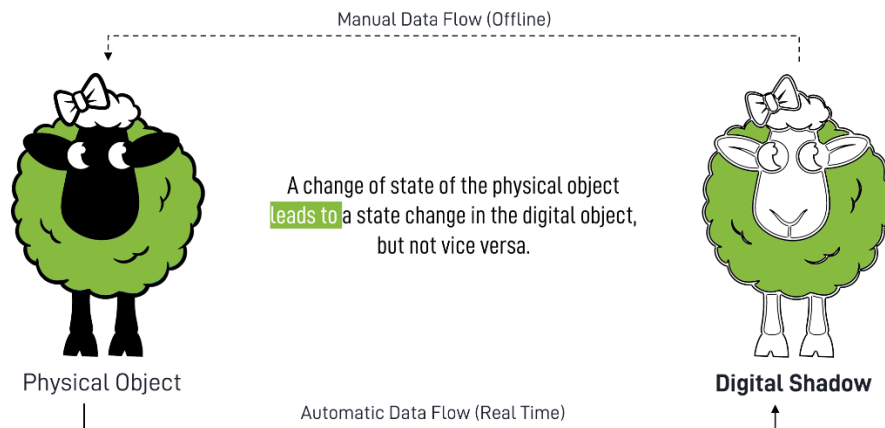 Manual Data Flow (Offline)
A change of state of the physical object
leads to a state change in the digital object,
but not vice versa.
Physical Object
Digital Shadow
Automatic Data Flow (Real Time)